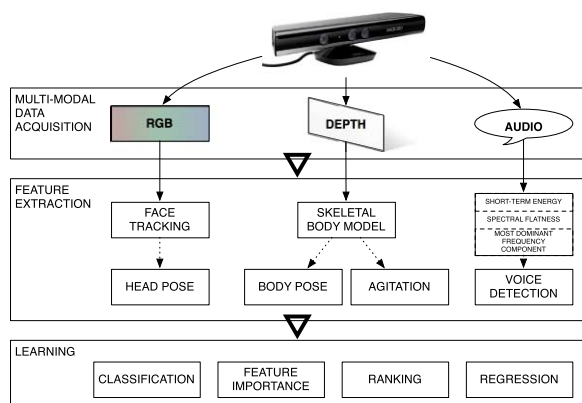 MULTI-MODAL
DATA
ACQUISITION
RGB
DEPTH
AUDIO
FEATURE
EXTRACTION
FACE
TRACKING
SKELETAL
BODY MODEL
SHORT-TERM ENERGY
SPECTRAL FLATNESS
MOST DOMINANT
FREQUENCY
COMPONENT
HEAD POSE
BODY POSE
AGITATION
VOICE
DETECTION
LEARNING
CLASSIFICATION
FEATURE
IMPORTANCE
RANKING
REGRESSION